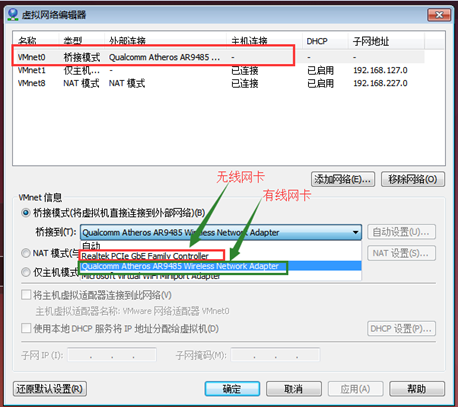 虚拟网络编辑器
名称 类型 外部连接 主机连接 DHCP 子网地址
VMnet0 桥接模式 Qualcomm Atheros AR9485 ... - - -
VMnet1 仅主机... - 已连接 已启用 192.168.127.0
VMnet8 NAT 模式 NAT 模式 已连接 已启用 192.168.227.0
无线网卡
有线网卡
添加网络(E)... 移除网络(O)
VMnet 信息
桥接模式(将虚拟机直接连接到外部网络)(B)
桥接到(T): Qualcomm Atheros AR9485 Wireless Network Adapter 自动设置(U)...
自动
Realtek PCIe GbE Family Controller
NAT 模式(与 NAT 设置(S)...
Qualcomm Atheros AR9485 Wireless Network Adapter
仅主机模式 Microsoft Virtual WiFi Miniport Adapter
将主机虚拟适配器连接到此网络(V)
主机虚拟适配器名称: VMware 网络适配器 VMnet0
使用本地 DHCP 服务将 IP 地址分配给虚拟机(D) DHCP 设置(P)...
子网 IP (I): . . . 子网掩码(M): . . .
还原默认设置(R) 确定 取消 应用(A) 帮助